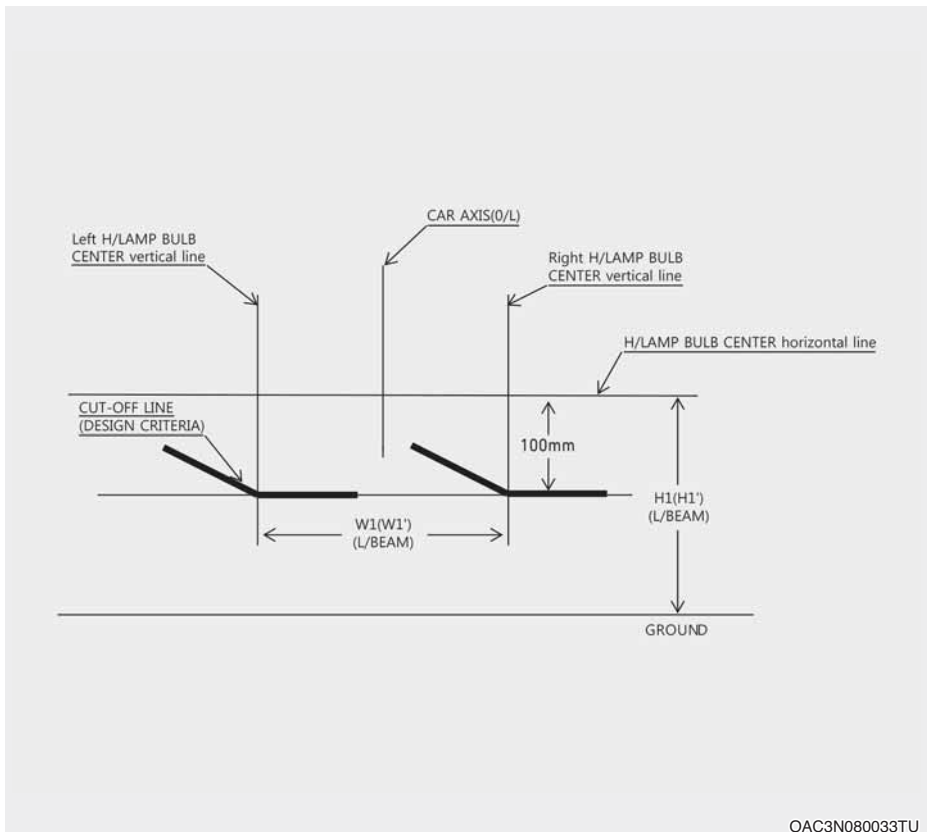 CAR AXIS(0/L)
Left H/LAMP BULB
CENTER vertical line
Right H/LAMP BULB
CENTER vertical line
H/LAMP BULB CENTER horizontal line
CUT-OFF LINE
(DESIGN CRITERIA)
100mm
H1(H1')
(L/BEAM)
W1(W1')
(L/BEAM)
GROUND
OAC3N080033TU